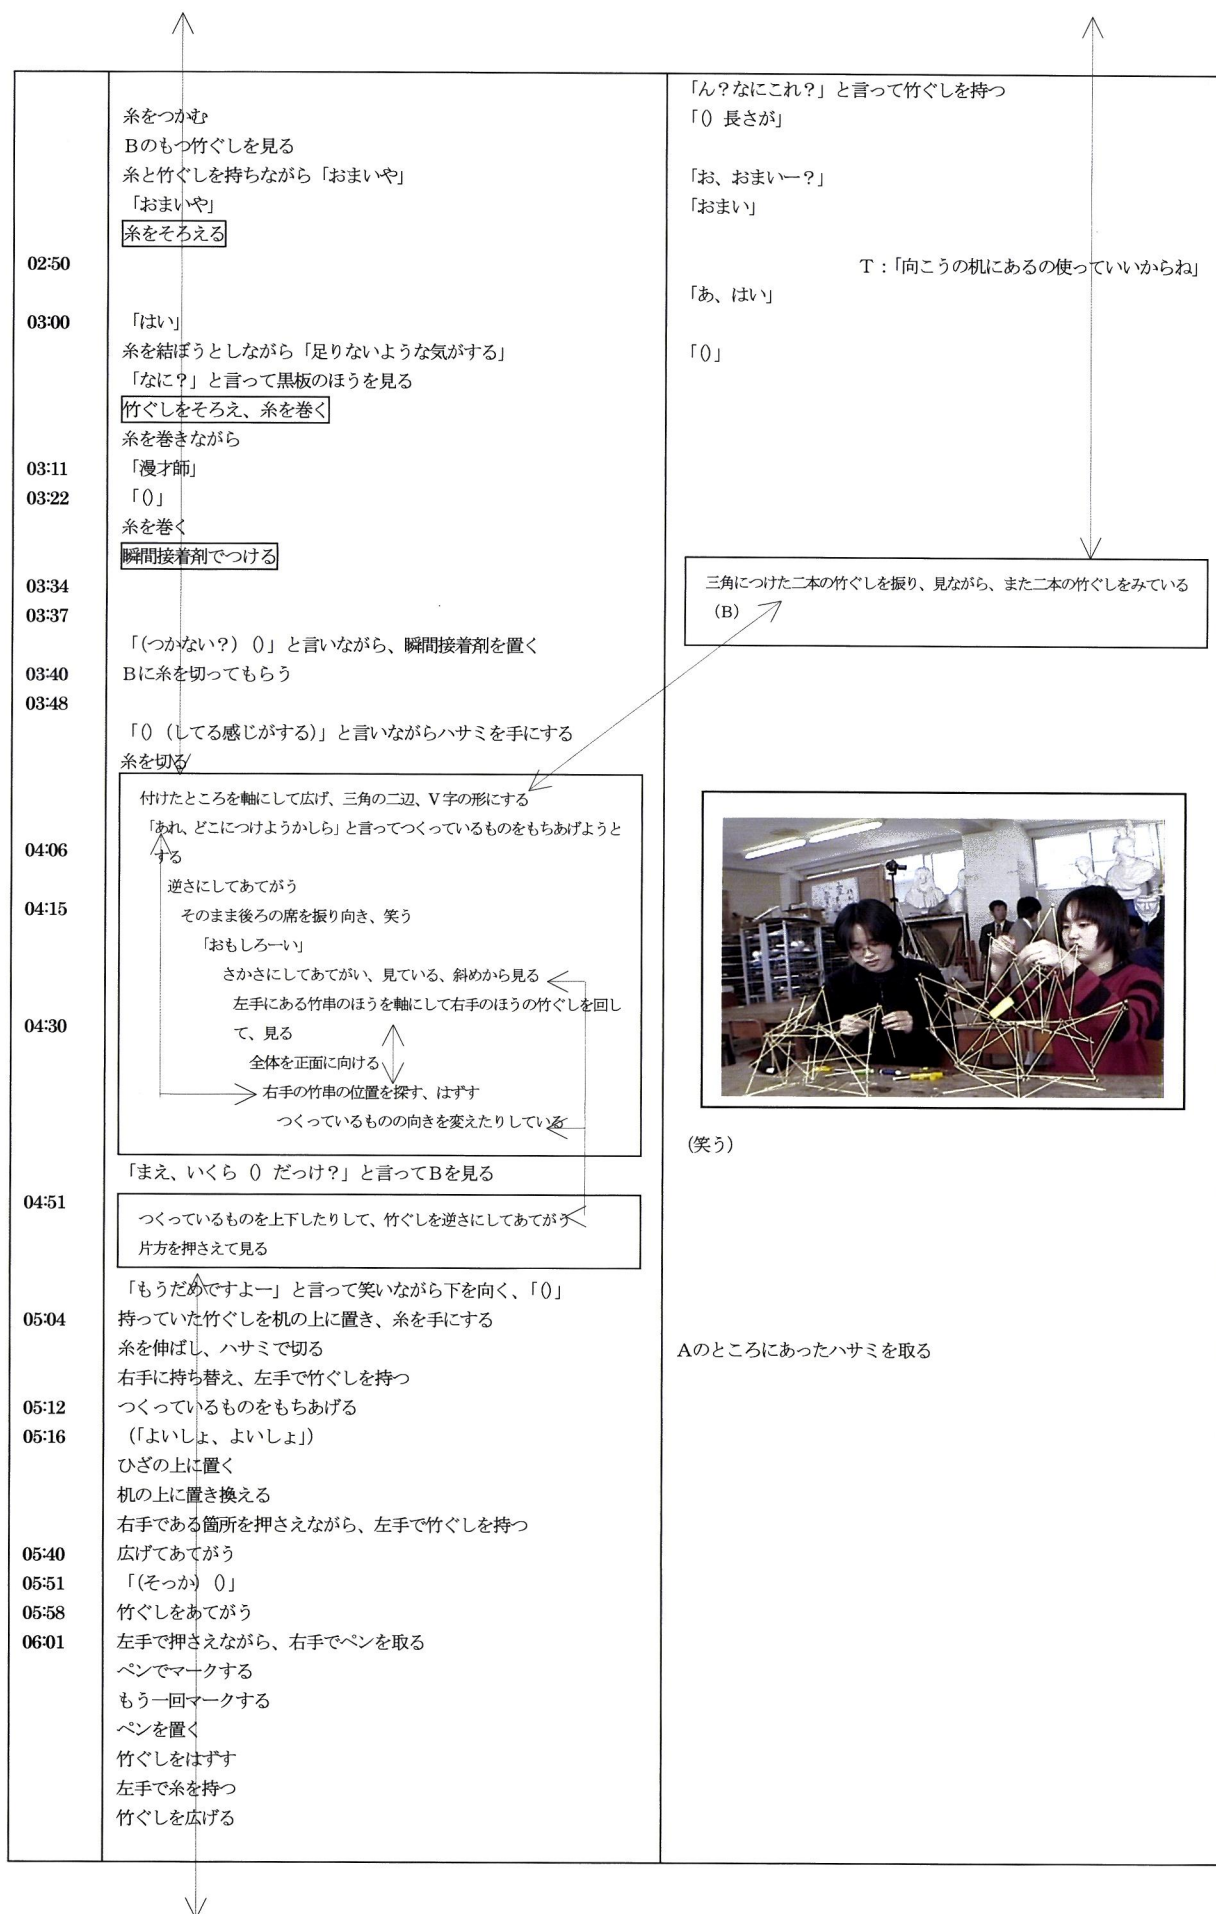 「ん？なにこれ？」と言って竹ぐしを持つ
糸をつかむ
「() 長さが」
Bのもつ竹ぐしを見る
糸と竹ぐしを持ちながら「おまいや」
「お、おまいー？」
「おまいや」
「おまい」
糸をそろえる
02:50
T：「向こうの机にあるの使っていいからね」
「あ、はい」
03:00
「はい」
糸を結ぼうとしながら「足りないような気がする」
「()」
「なに？」と言って黒板のほうを見る
竹ぐしをそろえ、糸を巻く
糸を巻きながら
03:11
「漫才師」
03:22
「()」
糸を巻く
瞬間接着剤でつける
03:34
三角につけた二本の竹ぐしを振り、見ながら、また二本の竹ぐしをみている
（B）
03:37
「(つかない？) ()」と言いながら、瞬間接着剤を置く
03:40
Bに糸を切ってもらう
03:48
「() (してる感じがする)」と言いながらハサミを手にする
糸を切る
付けたところを軸にして広げ、三角の二辺、V字の形にする
「あれ、どこにつけようかしら」と言ってつくっているものをもちあげようと
04:06
する
逆さにしてあてがう
04:15
そのまま後ろの席を振り向き、笑う
「おもしろーい」
さかさにしてあてがい、見ている、斜めから見る
左手にある竹串のほうを軸にして右手のほうの竹ぐしを回し
04:30
て、見る
全体を正面に向ける
右手の竹串の位置を探す、はずす
つくっているものの向きを変えたりしている
(笑う)
「まえ、いくら () だっけ？」と言ってBを見る
04:51
つくっているものを上下したりして、竹ぐしを逆さにしてあてがう
片方を押さえて見る
「もうだめですよー」と言って笑いながら下を向く、「()」
05:04
持っていた竹ぐしを机の上に置き、糸を手にする
糸を伸ばし、ハサミで切る
Aのところにあったハサミを取る
右手に持ち替え、左手で竹ぐしを持つ
05:12
つくっているものをもちあげる
05:16
（「よいしょ、よいしょ」）
ひざの上に置く
机の上に置き換える
右手である箇所を押さえながら、左手で竹ぐしを持つ
05:40
広げてあてがう
05:51
「(そっか) ()」
05:58
竹ぐしをあてがう
06:01
左手で押さえながら、右手でペンを取る
ペンでマークする
もう一回マークする
ペンを置く
竹ぐしをはずす
左手で糸を持つ
竹ぐしを広げる